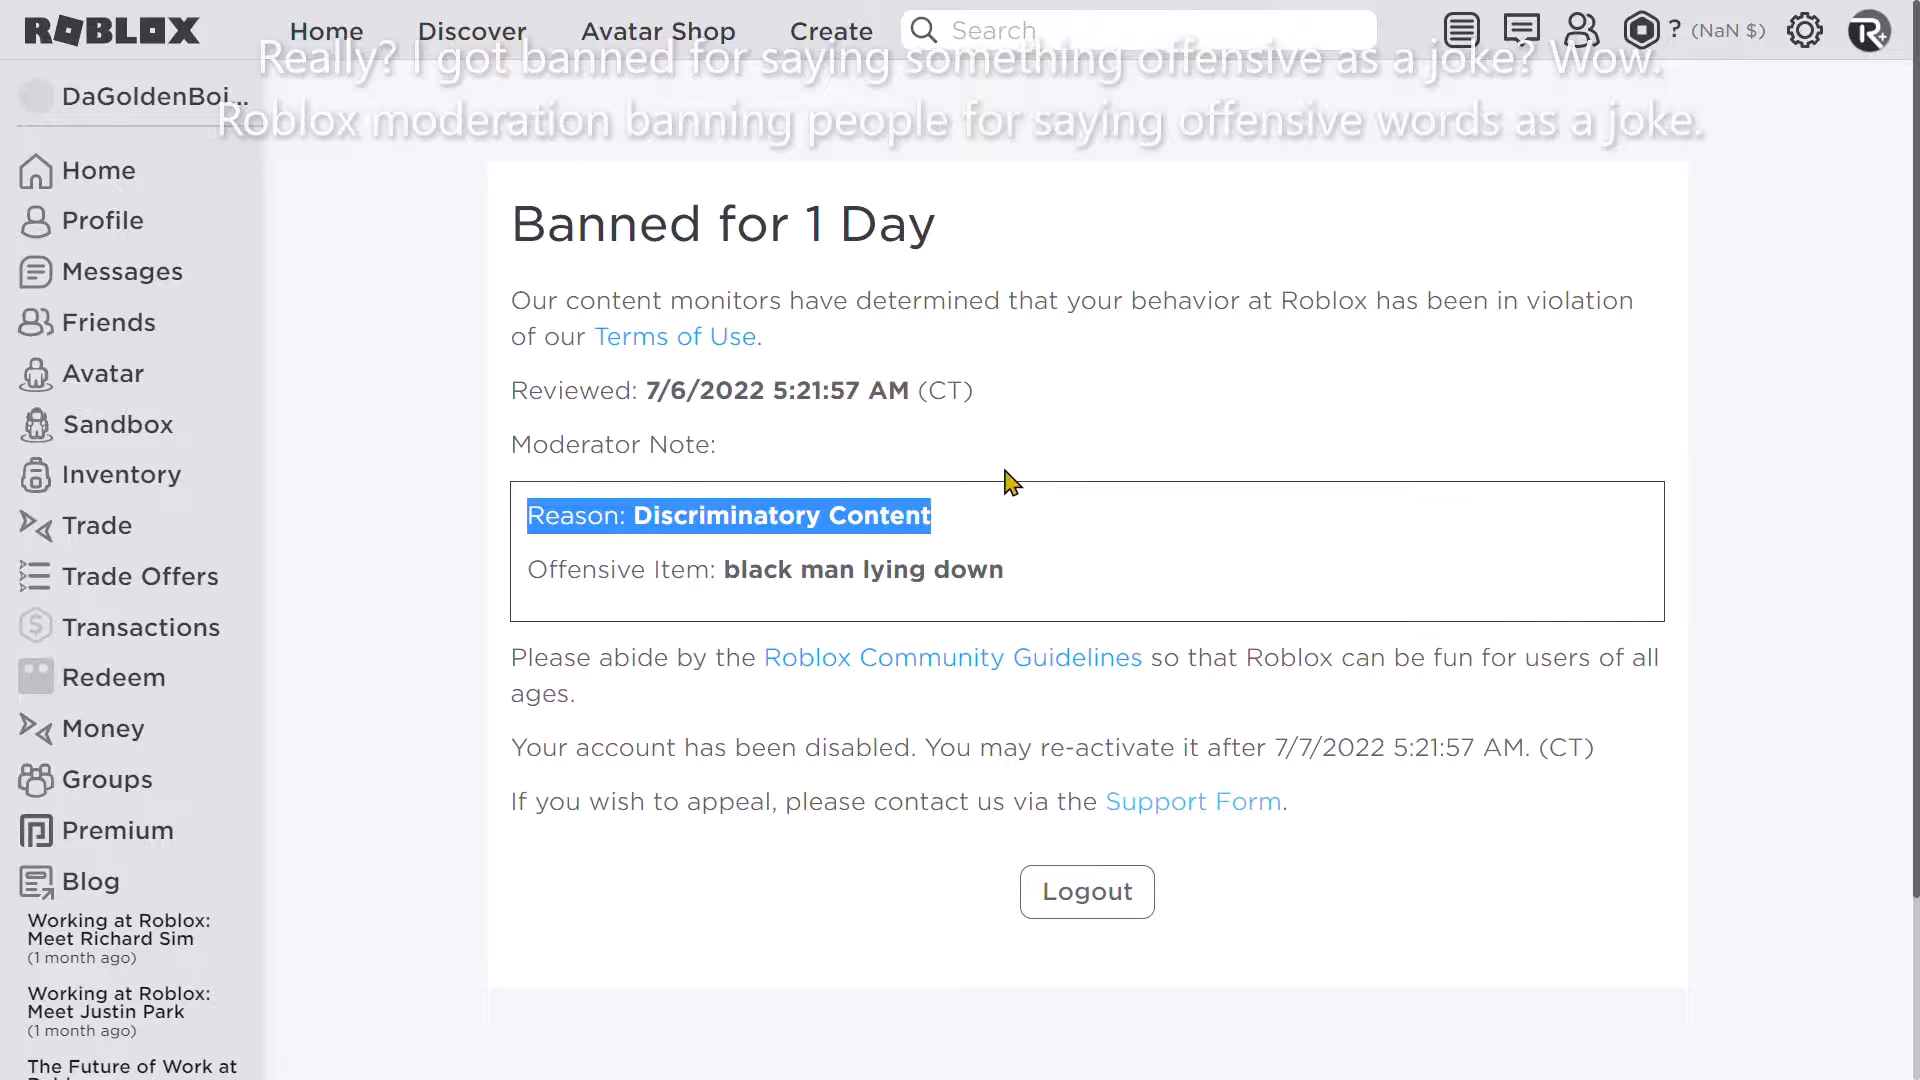 ROBLOX
Home Discover Avatar Shop Create Search ? (NaN $) R+
Really? I got banned for saying something offensive as a joke? Wow.
Roblox moderation banning people for saying offensive words as a joke.
DaGoldenBoi...
Home
Profile
Messages
Friends
Avatar
Sandbox
Inventory
Trade
Trade Offers
Transactions
Redeem
Money
Groups
Premium
Blog
Working at Roblox:
Meet Richard Sim
(1 month ago)
Working at Roblox:
Meet Justin Park
(1 month ago)
The Future of Work at
Banned for 1 Day
Our content monitors have determined that your behavior at Roblox has been in violation
of our Terms of Use.
Reviewed: 7/6/2022 5:21:57 AM (CT)
Moderator Note:
Reason: Discriminatory Content
Offensive Item: black man lying down
Please abide by the Roblox Community Guidelines so that Roblox can be fun for users of all
ages.
Your account has been disabled. You may re-activate it after 7/7/2022 5:21:57 AM. (CT)
If you wish to appeal, please contact us via the Support Form.
Logout